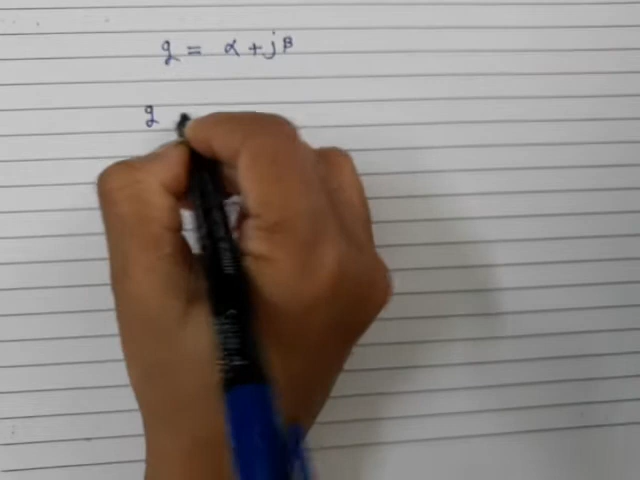 g = α + jβ
g